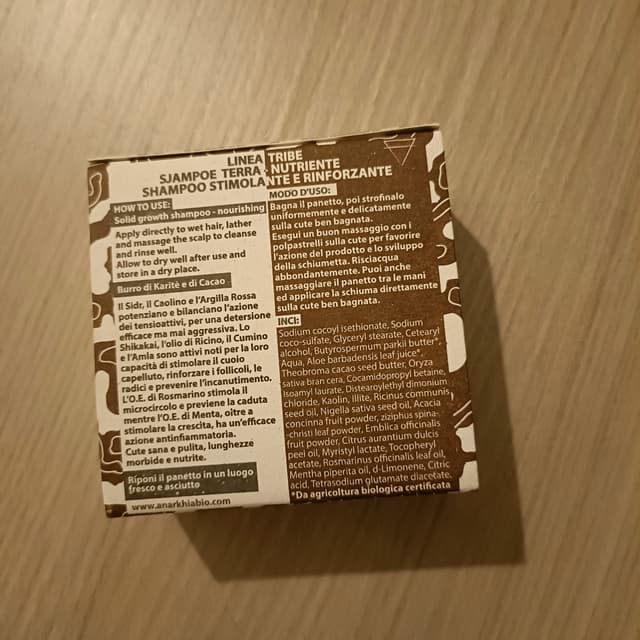 LINEA TRIBE
SJAMPOE TERRA - NUTRIENTE
SHAMPOO STIMOLANTE E RINFORZANTE
HOW TO USE:
Solid growth shampoo - nourishing
Apply directly to wet hair, lather
and massage the scalp to cleanse
and rinse well.
Allow to dry well after use and
store in a dry place.
Burro di Karitè e di Cacao
Il Sidr, il Caolino e l'Argilla Rossa
potenziano e bilanciano l'azione
dei tensioattivi, per una detersione
efficace ma mai aggressiva. Lo
Shikakai, l'olio di Ricino, il Cumino
e l'Amla sono attivi noti per la loro
capacità di stimolare il cuoio
capelluto, rinforzare i follicoli, le
radici e prevenire l'incanutimento.
L'O.E. di Rosmarino stimola il
microcircolo e previene la caduta
mentre l'O.E. di Menta, oltre a
stimolare la crescita, ha un'efficace
azione antinfiammatoria.
Cute sana e pulita, lunghezze
morbide e nutrite.
Riponi il panetto in un luogo
fresco e asciutto
www.anarkhiabio.com
MODO D'USO:
Bagna il panetto, poi strofinalo
uniformemente e delicatamente
sulla cute ben bagnata.
Esegui un buon massaggio con i
polpastrelli sulla cute per favorire
l'azione del prodotto e lo sviluppo
della schiumetta. Risciacqua
abbondantemente. Puoi anche
massaggiare il panetto tra le mani
ed applicare la schiuma direttamente
sulla cute ben bagnata.
INCI:
Sodium cocoyl isethionate, Sodium
coco-sulfate, Glyceryl stearate, Cetearyl
alcohol, Butyrospermum parkii butter*,
Aqua, Aloe barbadensis leaf juice*,
Theobroma cacao seed butter, Oryza
sativa bran cera, Cocamidopropyl betaine,
Isoamyl laurate, Distearoylethyl dimonium
chloride, Kaolin, Illite, Ricinus communis
seed oil, Nigella sativa seed oil, Acacia
concinna fruit powder, ziziphus spina-
-christi leaf powder, Emblica officinalis
fruit powder, Citrus aurantium dulcis
peel oil, Myristyl lactate, Tocopheryl
acetate, Rosmarinus officinalis leaf oil,
Mentha piperita oil, d-Limonene, Citric
acid, Tetrasodium glutamate diacetate.
*Da agricoltura biologica certificata